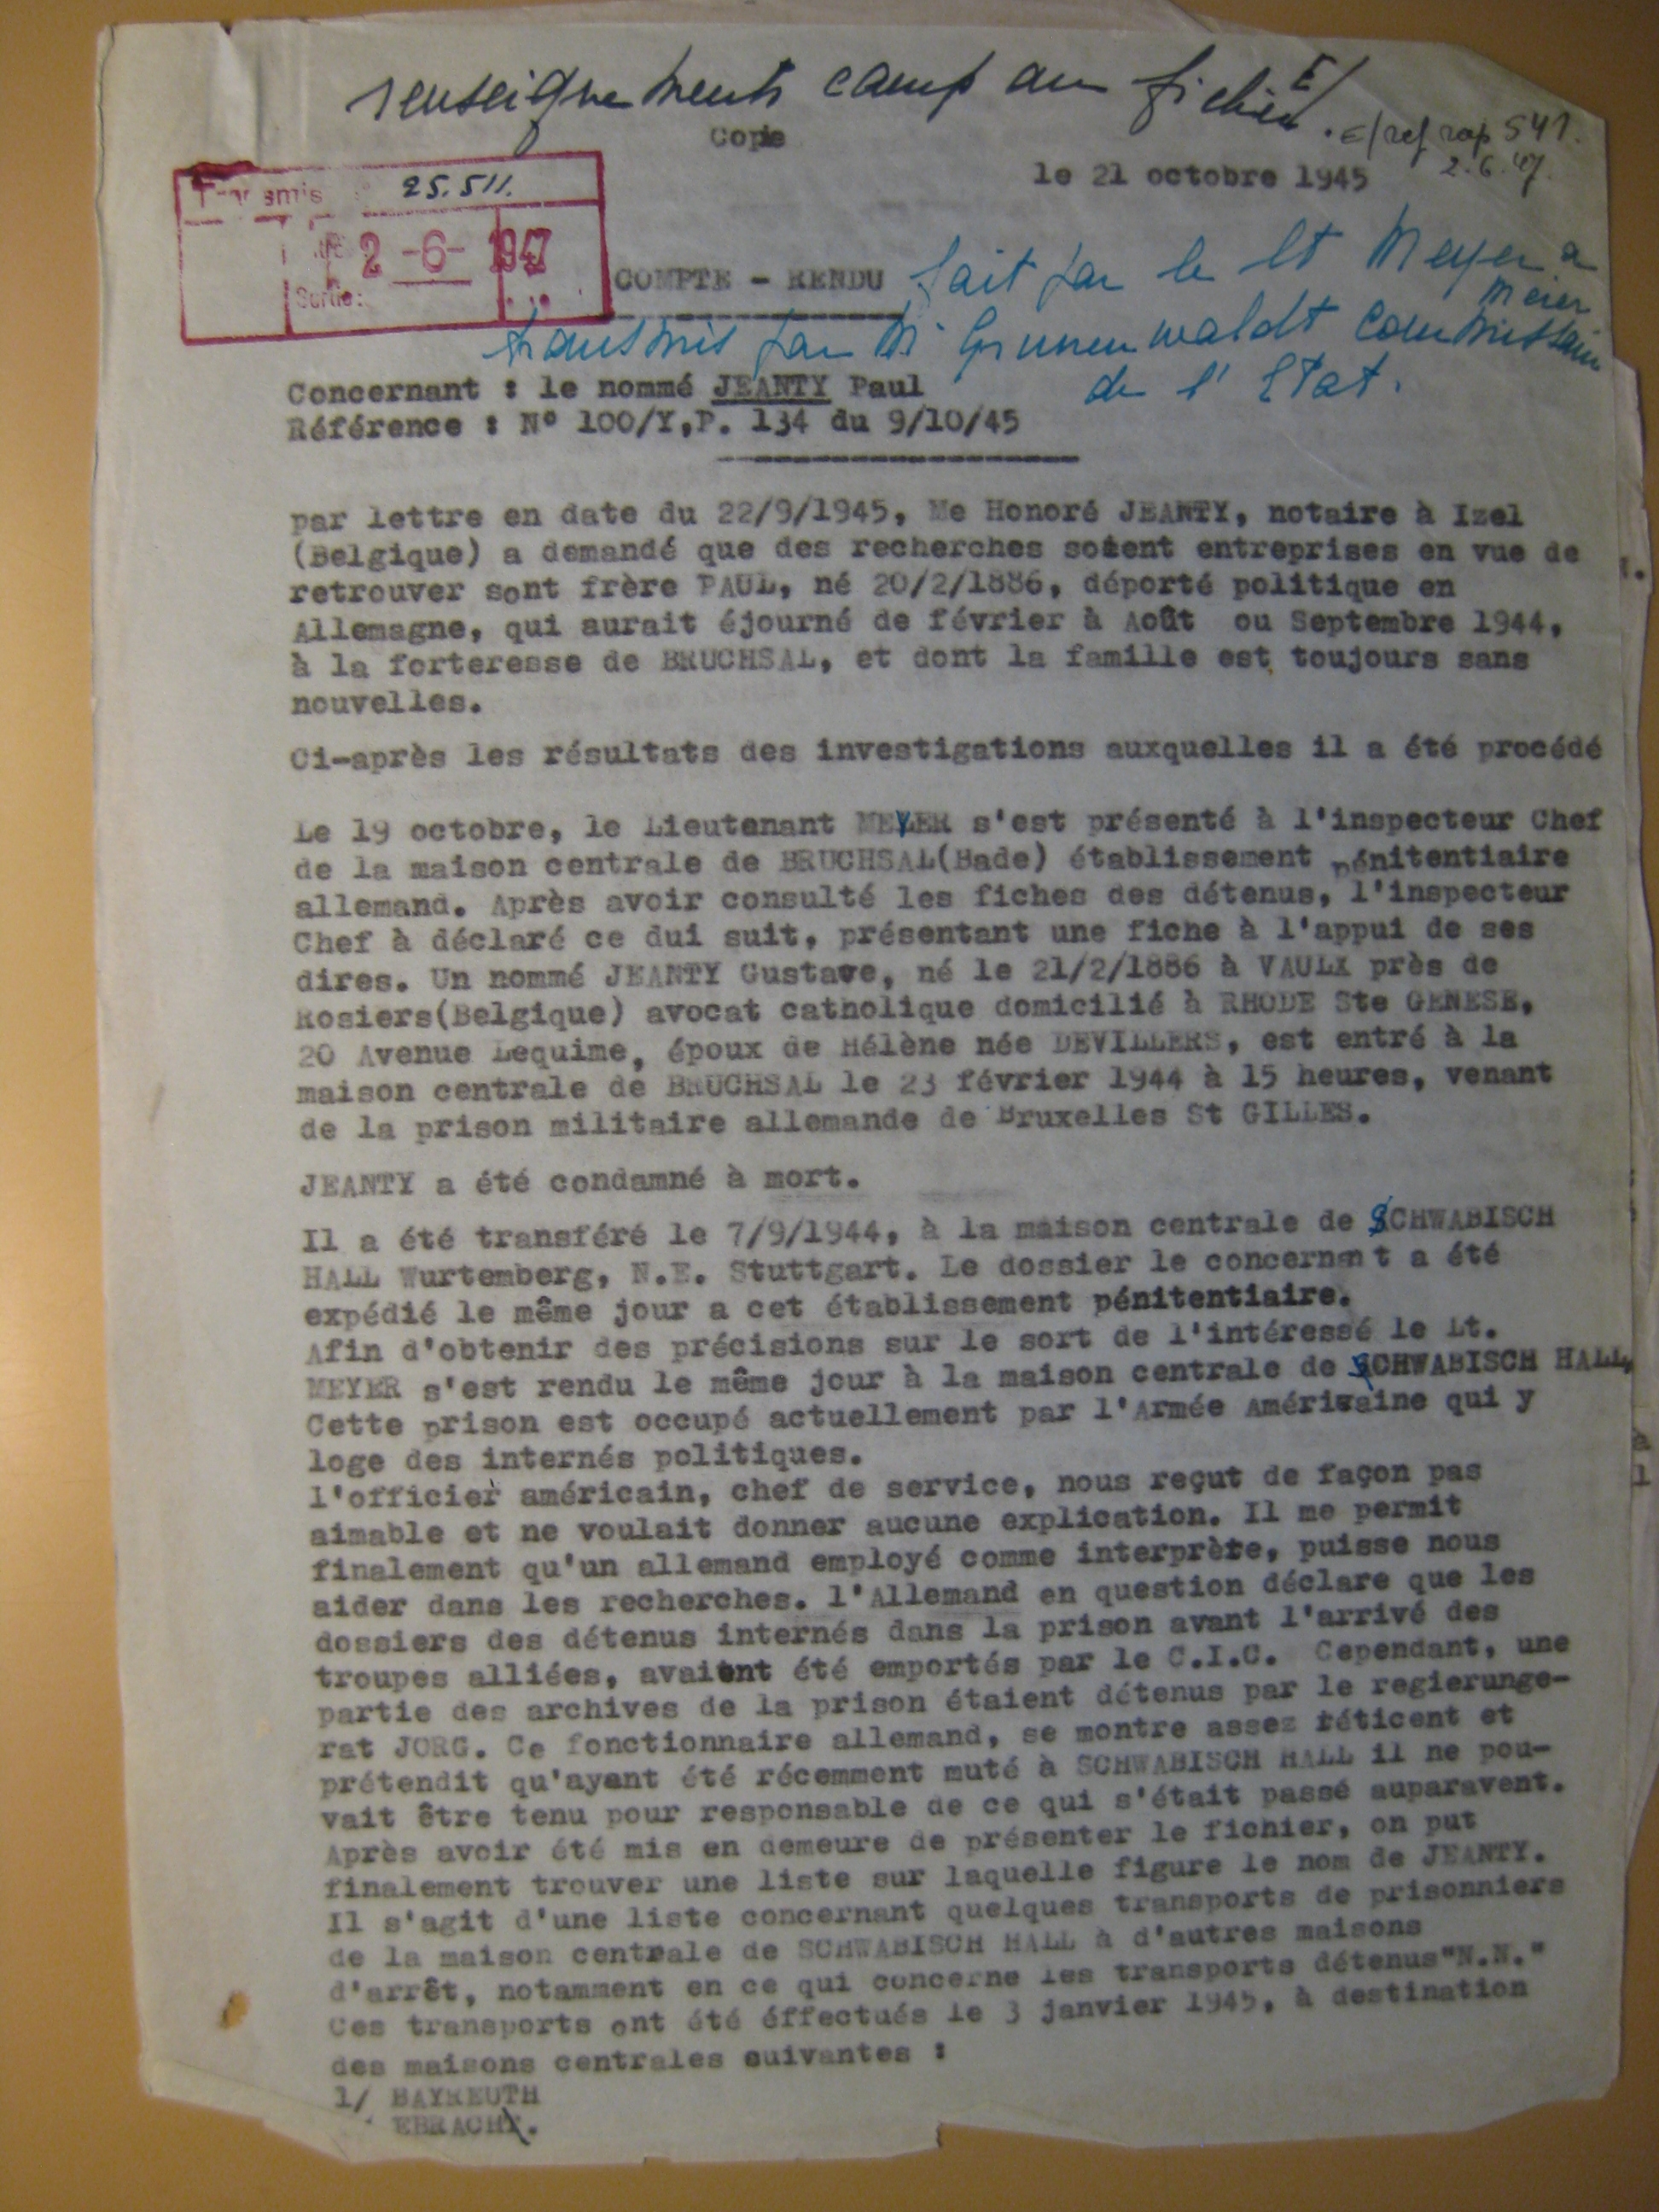 renseignements camp au fichier E/
. E/ref rap 541.
2.6.47.
Copie
le 21 octobre 1945
Transmis 25.511.
2 -6- 1947
Sortie:
COMPTE - RENDU fait par le Lt Meyer
Meier
transmis par Mr Grunenwaldt commissaire
de l'Etat.
Concernant : le nommé JEANTY Paul
Référence : N° 100/Y,P. 134 du 9/10/45
par lettre en date du 22/9/1945, Me Honoré JEANTY, notaire à Izel
(Belgique) a demandé que des recherches soient entreprises en vue de
retrouver sont frère PAUL, né 20/2/1886, déporté politique en
Allemagne, qui aurait éjourné de février à Août ou Septembre 1944,
à la forteresse de BRUCHSAL, et dont la famille est toujours sans
nouvelles.
Ci-après les résultats des investigations auxquelles il a été procédé
Le 19 octobre, le Lieutenant MEYER s'est présenté à l'inspecteur Chef
de la maison centrale de BRUCHSAL(Bade) établissement pénitentiaire
allemand. Après avoir consulté les fiches des détenus, l'inspecteur
Chef à déclaré ce dui suit, présentant une fiche à l'appui de ses
dires. Un nommé JEANTY Gustave, né le 21/2/1886 à VAULX près de
Rosiers(Belgique) avocat catholique domicilié à RHODE Ste GENESE,
20 Avenue Lequime, époux de Hélène née DEVILLERS, est entré à la
maison centrale de BRUCHSAL le 23 février 1944 à 15 heures, venant
de la prison militaire allemande de Bruxelles St GILLES.
JEANTY a été condamné à mort.
Il a été transféré le 7/9/1944, à la maison centrale de SCHWABISCH
HALL Wurtemberg, N.E. Stuttgart. Le dossier le concernant a été
expédié le même jour a cet établissement pénitentiaire.
Afin d'obtenir des précisions sur le sort de l'intéressé le Lt.
MEYER s'est rendu le même jour à la maison centrale de SCHWABISCH HALL,
Cette prison est occupé actuellement par l'Armée Américaine qui y
loge des internés politiques.
l'officier américain, chef de service, nous reçut de façon pas
aimable et ne voulait donner aucune explication. Il me permit
finalement qu'un allemand employé comme interprète, puisse nous
aider dans les recherches. l'Allemand en question déclare que les
dossiers des détenus internés dans la prison avant l'arrivé des
troupes alliées, avaient été emportés par le C.I.C. Cependant, une
partie des archives de la prison étaient détenus par le regierungs-
rat JORG. Ce fonctionnaire allemand, se montre assez réticent et
prétendit qu'ayant été récemment muté à SCHWABISCH HALL il ne pou-
vait être tenu pour responsable de ce qui s'était passé auparavent.
Après avoir été mis en demeure de présenter le fichier, on put
finalement trouver une liste sur laquelle figure le nom de JEANTY.
Il s'agit d'une liste concernant quelques transports de prisonniers
de la maison centrale de SCHWABISCH HALL à d'autres maisons
d'arrêt, notamment en ce qui concerne les transports détenus"N.N."
Ces transports ont été éffectués le 3 janvier 1945, à destination
des maisons centrales suivantes :
1/ BAYREUTH
EBRACH.